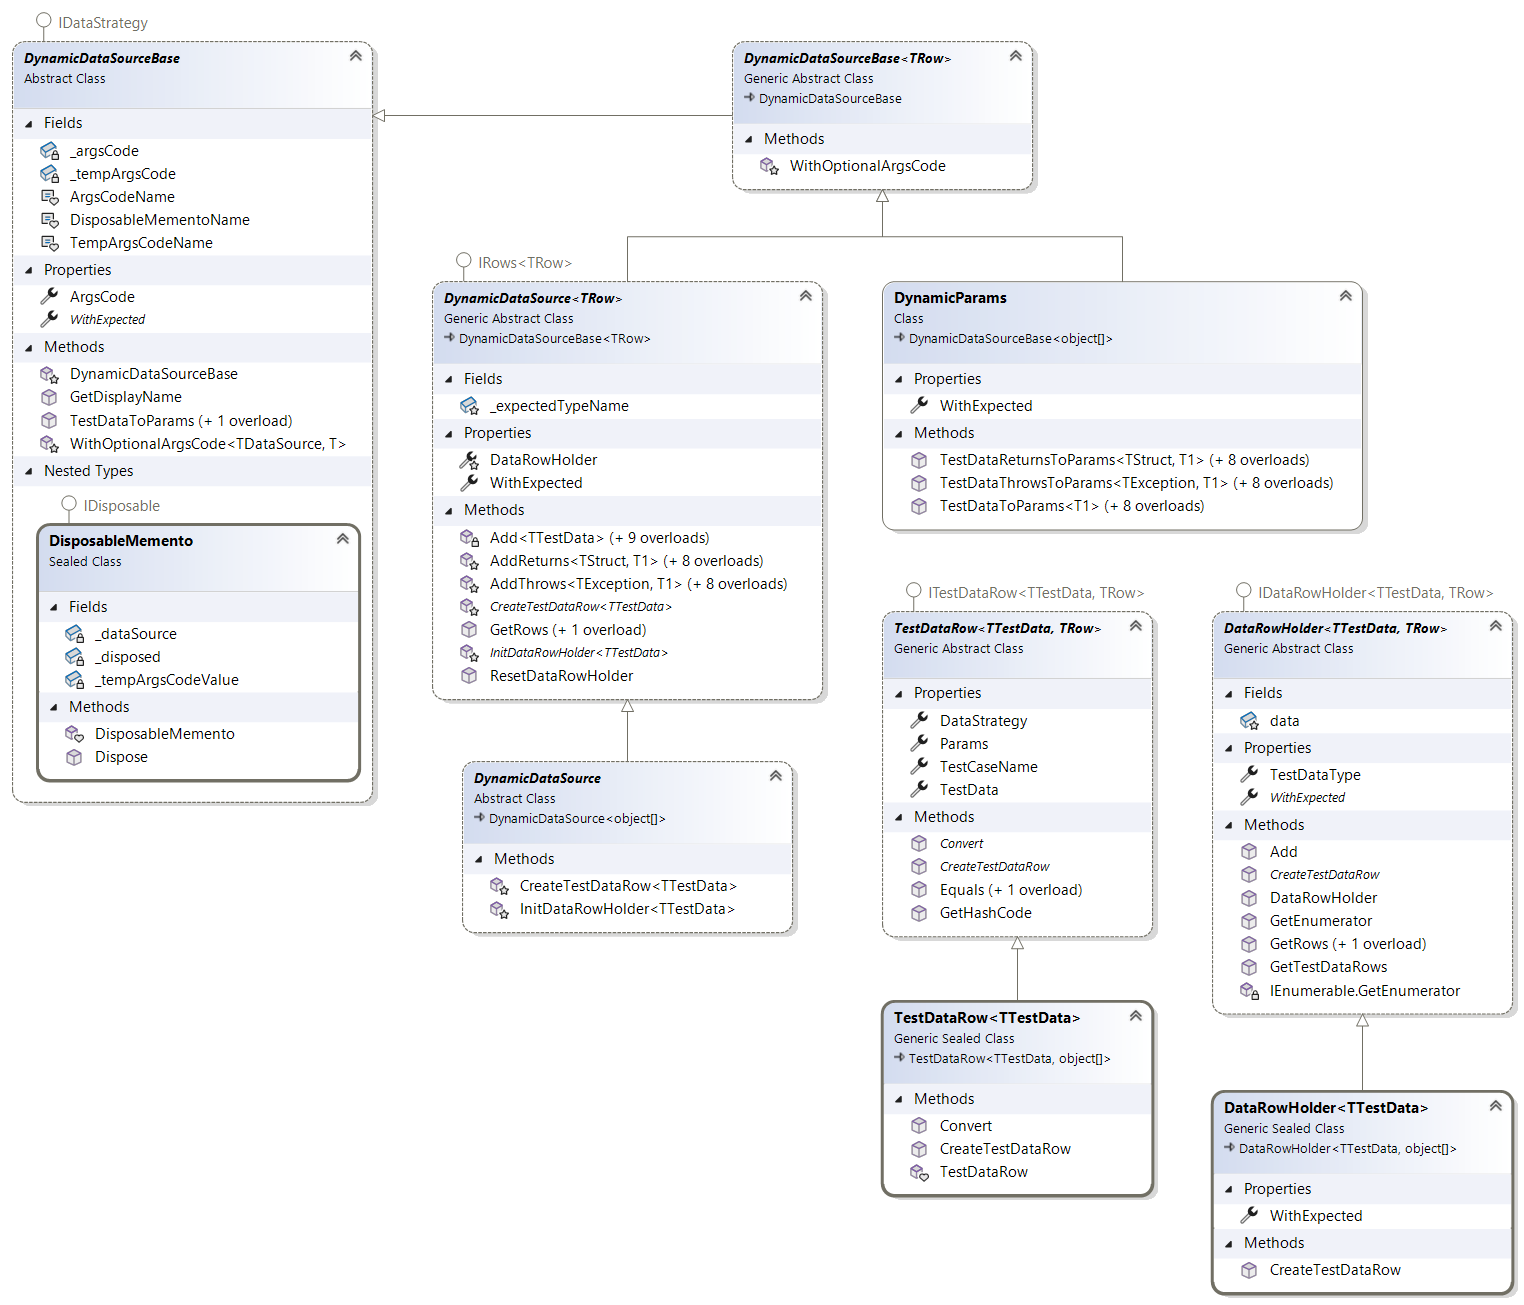 IDataStrategy
DynamicDataSourceBase
Abstract Class
Fields
_argsCode
_tempArgsCode
ArgsCodeName
DisposableMementoName
TempArgsCodeName
Properties
ArgsCode
WithExpected
Methods
DynamicDataSourceBase
GetDisplayName
TestDataToParams (+ 1 overload)
WithOptionalArgsCode<TDataSource, T>
Nested Types
IDisposable
DisposableMemento
Sealed Class
Fields
_dataSource
_disposed
_tempArgsCodeValue
Methods
DisposableMemento
Dispose
DynamicDataSourceBase<TRow>
Generic Abstract Class
DynamicDataSourceBase
Methods
WithOptionalArgsCode
IRows<TRow>
DynamicDataSource<TRow>
Generic Abstract Class
DynamicDataSourceBase<TRow>
Fields
_expectedTypeName
Properties
DataRowHolder
WithExpected
Methods
Add<TTestData> (+ 9 overloads)
AddReturns<TStruct, T1> (+ 8 overloads)
AddThrows<TException, T1> (+ 8 overloads)
CreateTestDataRow<TTestData>
GetRows (+ 1 overload)
InitDataRowHolder<TTestData>
ResetDataRowHolder
DynamicDataSource
Abstract Class
DynamicDataSource<object[]>
Methods
CreateTestDataRow<TTestData>
InitDataRowHolder<TTestData>
DynamicParams
Class
DynamicDataSourceBase<object[]>
Properties
WithExpected
Methods
TestDataReturnsToParams<TStruct, T1> (+ 8 overloads)
TestDataThrowsToParams<TException, T1> (+ 8 overloads)
TestDataToParams<T1> (+ 8 overloads)
ITestDataRow<TTestData, TRow>
TestDataRow<TTestData, TRow>
Generic Abstract Class
Properties
DataStrategy
Params
TestCaseName
TestData
Methods
Convert
CreateTestDataRow
Equals (+ 1 overload)
GetHashCode
TestDataRow<TTestData>
Generic Sealed Class
TestDataRow<TTestData, object[]>
Methods
Convert
CreateTestDataRow
TestDataRow
IDataRowHolder<TTestData, TRow>
DataRowHolder<TTestData, TRow>
Generic Abstract Class
Fields
data
Properties
TestDataType
WithExpected
Methods
Add
CreateTestDataRow
DataRowHolder
GetEnumerator
GetRows (+ 1 overload)
GetTestDataRows
IEnumerable.GetEnumerator
DataRowHolder<TTestData>
Generic Sealed Class
DataRowHolder<TTestData, object[]>
Properties
WithExpected
Methods
CreateTestDataRow